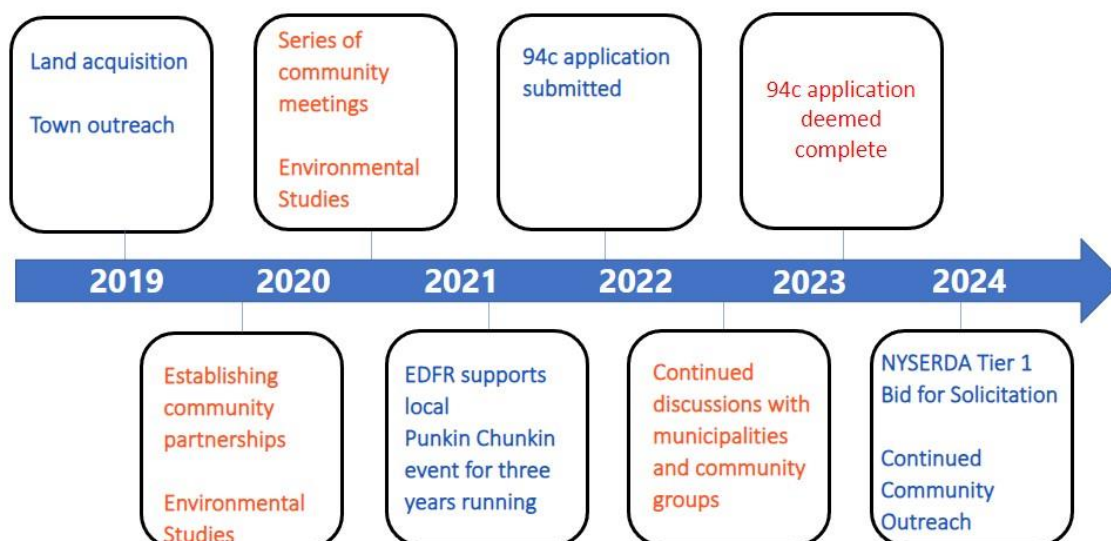 Land acquisition
Town outreach
Series of
community
meetings
Environmental
Studies
94c application
submitted
94c application
deemed
complete
2019
2020
2021
2022
2023
2024
Establishing
community
partnerships
Environmental
Studies
EDFR supports
local
Punkin Chunkin
event for three
years running
Continued
discussions with
municipalities
and community
groups
NYSERDA Tier 1
Bid for Solicitation
Continued
Community
Outreach